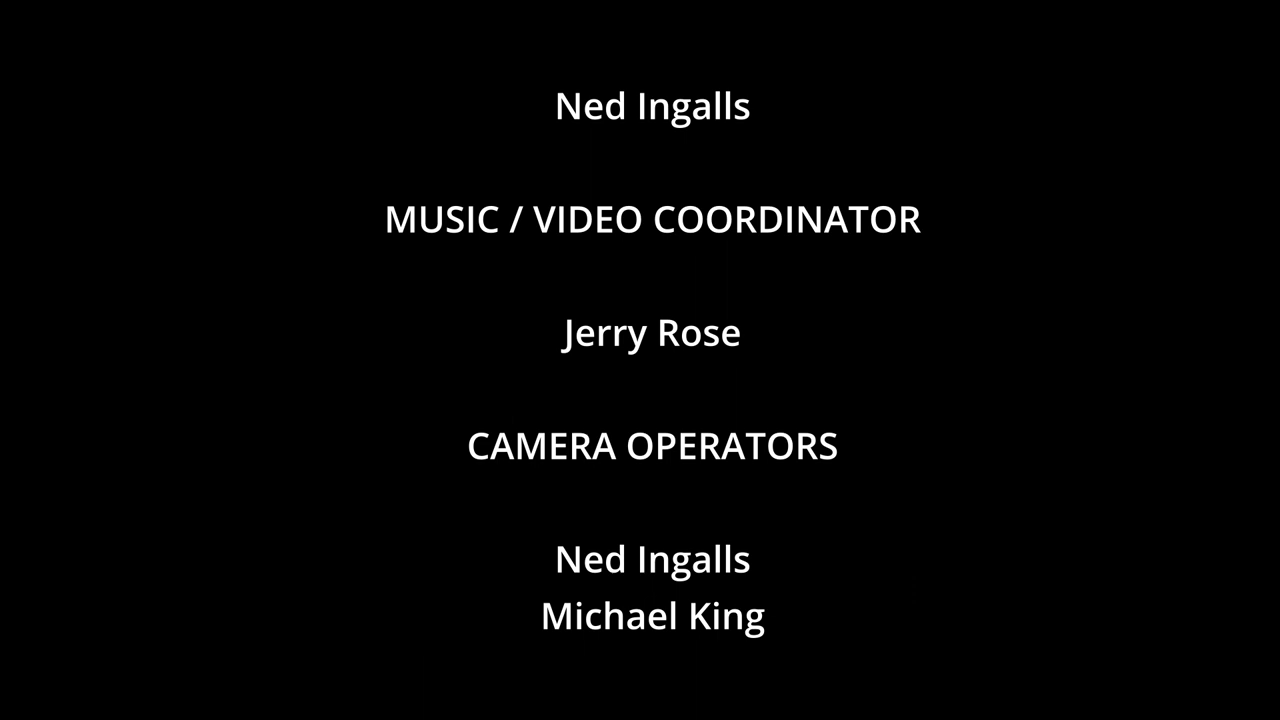 Ned Ingalls
MUSIC / VIDEO COORDINATOR
Jerry Rose
CAMERA OPERATORS
Ned Ingalls
Michael King